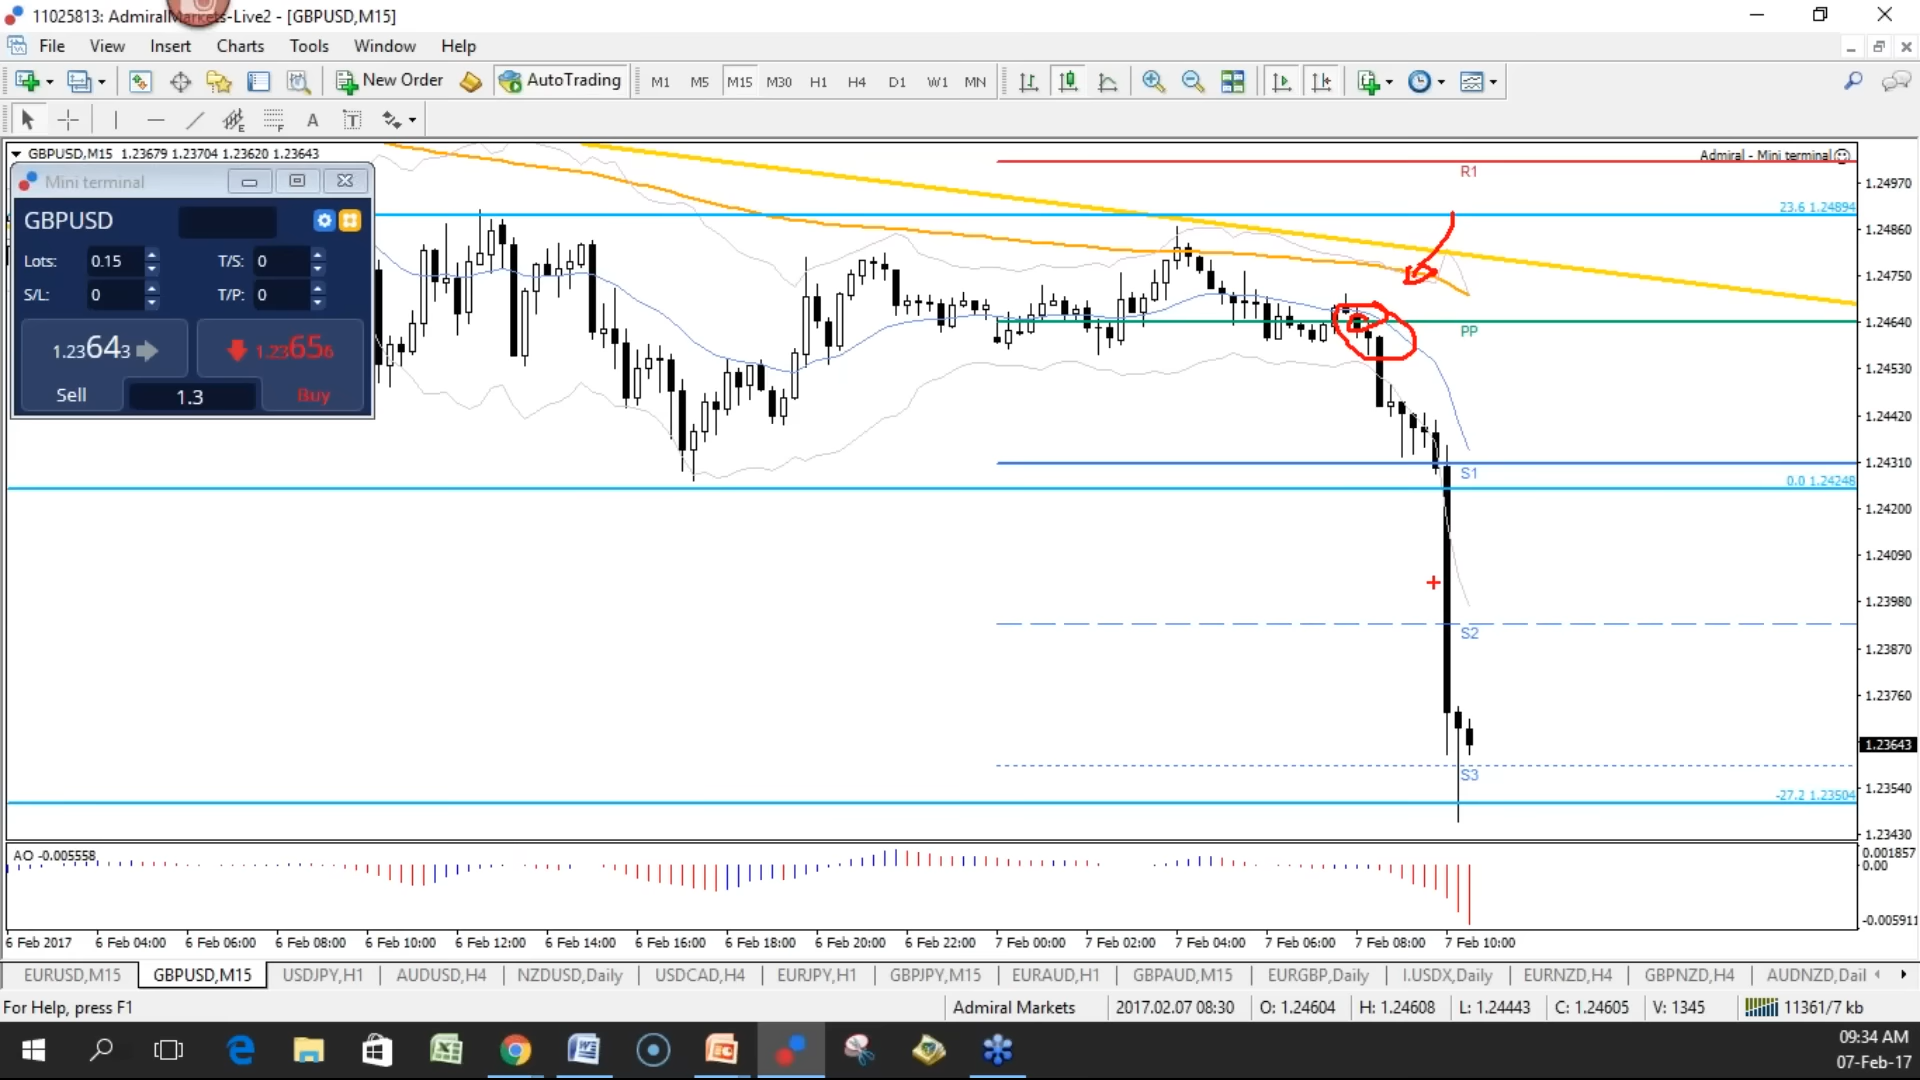 11025813: AdmiralMarkets-Live2 - [GBPUSD,M15]
File View Insert Charts Tools Window Help
New Order AutoTrading M1 M5 M15 M30 H1 H4 D1 W1 MN
E F A T
GBPUSD,M15 1.23679 1.23704 1.23620 1.23643
Admiral - Mini terminal
Mini terminal
GBPUSD
Lots: 0.15 T/S: 0
S/L: 0 T/P: 0
1.23643 1.23656
Sell 1.3 Buy
R1
23.6 1.24894
PP
S1
0.0 1.24248
S2
S3
-27.2 1.23504
1.24970
1.24860
1.24750
1.24640
1.24530
1.24420
1.24310
1.24200
1.24090
1.23980
1.23870
1.23760
1.23643
1.23540
1.23430
AO -0.005558
0.001857
0.00
-0.005911
6 Feb 2017 6 Feb 04:00 6 Feb 06:00 6 Feb 08:00 6 Feb 10:00 6 Feb 12:00 6 Feb 14:00 6 Feb 16:00 6 Feb 18:00 6 Feb 20:00 6 Feb 22:00 7 Feb 00:00 7 Feb 02:00 7 Feb 04:00 7 Feb 06:00 7 Feb 08:00 7 Feb 10:00
EURUSD,M15 GBPUSD,M15 USDJPY,H1 AUDUSD,H4 NZDUSD,Daily USDCAD,H4 EURJPY,H1 GBPJPY,M15 EURAUD,H1 GBPAUD,M15 EURGBP,Daily I.USDX,Daily EURNZD,H4 GBPNZD,H4 AUDNZD,Dail
For Help, press F1 Admiral Markets 2017.02.07 08:30 O: 1.24604 H: 1.24608 L: 1.24443 C: 1.24605 V: 1345 11361/7 kb
09:34 AM
07-Feb-17